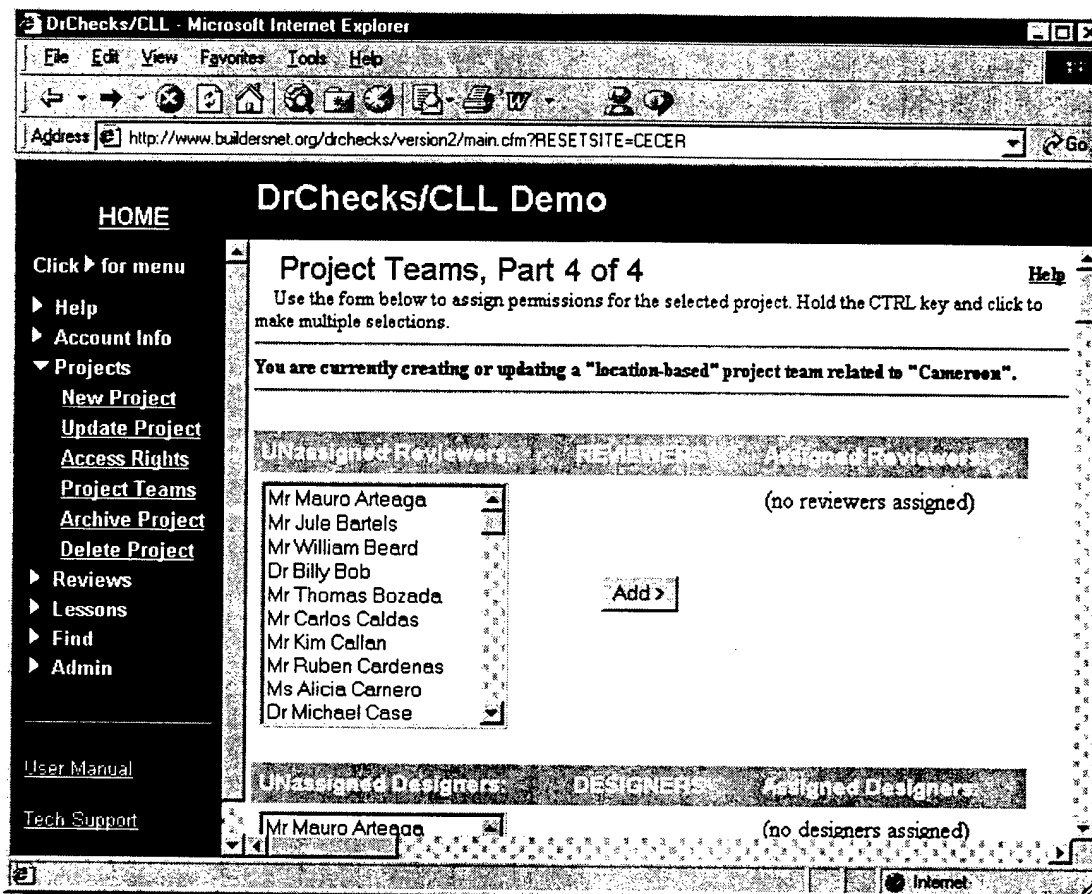 DrChecks/CLL - Microsoft Internet Explorer
File Edit View Favorites Tools Help
Address http://www.buildersnet.org/drchecks/version2/main.cfm?RESETSITE=CECER Go
DrChecks/CLL Demo
HOME
Click for menu
Help
Account Info
Projects
New Project
Update Project
Access Rights
Project Teams
Archive Project
Delete Project
Reviews
Lessons
Find
Admin
User Manual
Tech Support
Project Teams, Part 4 of 4
Help
Use the form below to assign permissions for the selected project. Hold the CTRL key and click to
make multiple selections.
You are currently creating or updating a "location-based" project team related to "Cameroon".
UNassigned Reviewers: REVIEWERS Assigned Reviewers:
Mr Mauro Arteaga
Mr Jule Bartels
Mr William Beard
Dr Billy Bob
Mr Thomas Bozada
Mr Carlos Caldas
Mr Kim Callan
Mr Ruben Cardenas
Ms Alicia Carnero
Dr Michael Case
Add >
(no reviewers assigned)
UNassigned Designers: DESIGNERS Assigned Designers:
Mr Mauro Arteaga
(no designers assigned)
Internet